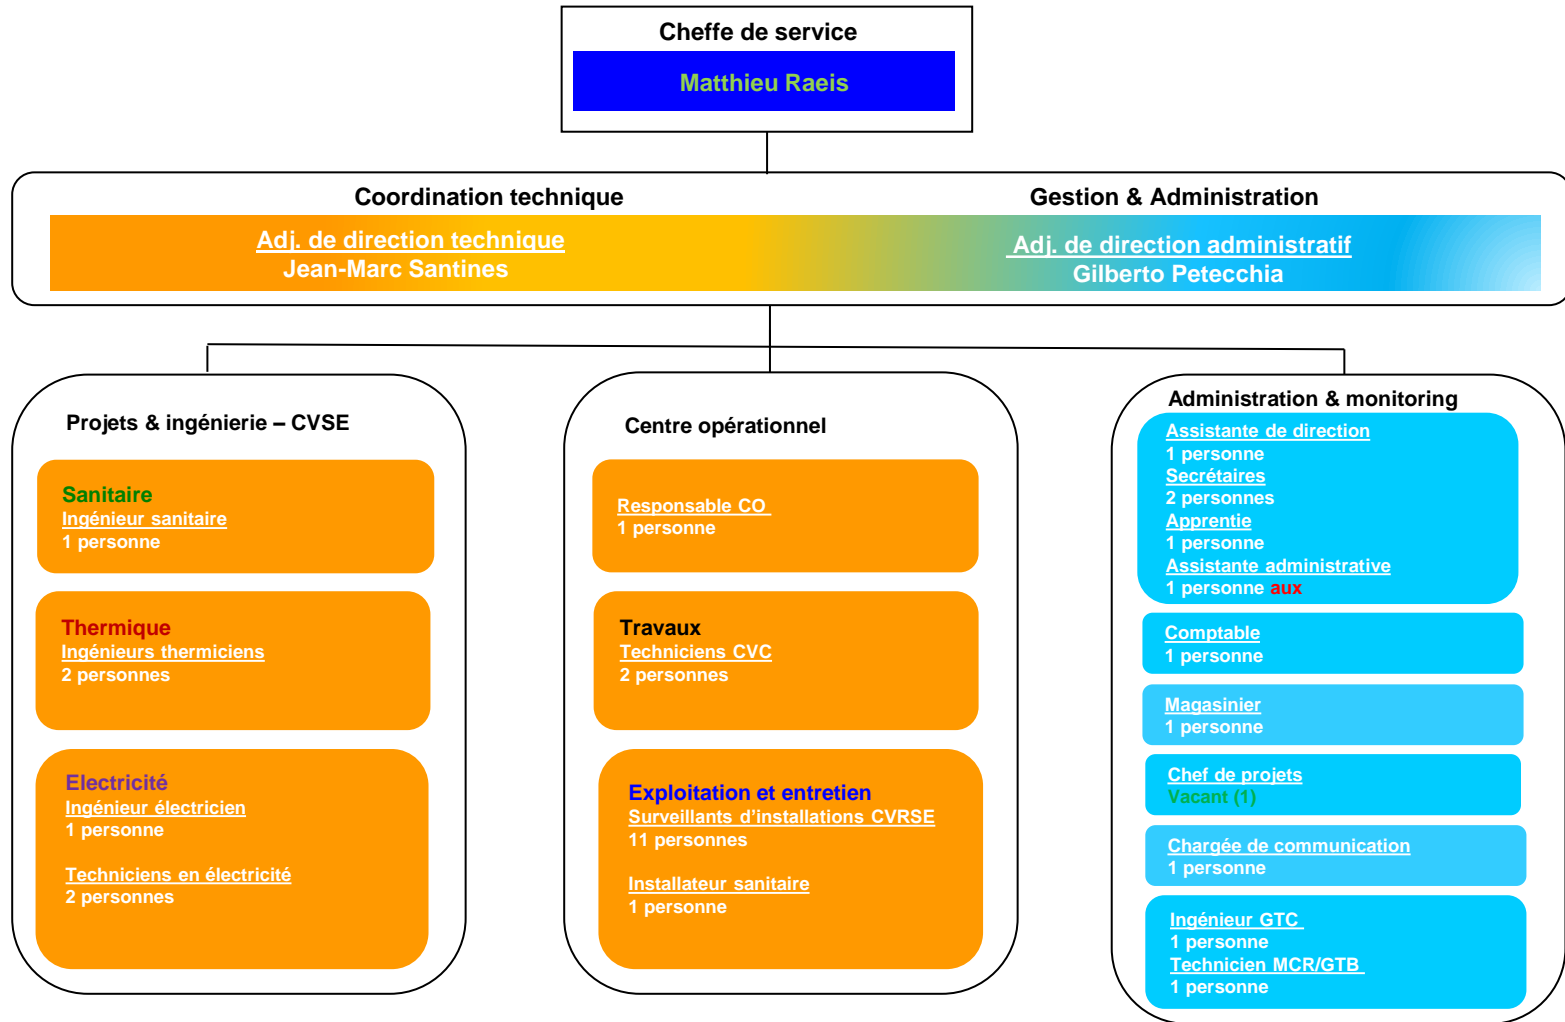 Cheffe de service
Matthieu Raeis
Coordination technique
Gestion & Administration
Adj. de direction technique
Jean-Marc Santines
Adj. de direction administratif
Gilberto Petecchia
Projets & ingénierie – CVSE
Sanitaire
Ingénieur sanitaire
1 personne
Thermique
Ingénieurs thermiciens
2 personnes
Electricité
Ingénieur électricien
1 personne
Techniciens en électricité
2 personnes
Centre opérationnel
Responsable CO
1 personne
Travaux
Techniciens CVC
2 personnes
Exploitation et entretien
Surveillants d'installations CVRSE
11 personnes
Installateur sanitaire
1 personne
Administration & monitoring
Assistante de direction
1 personne
Secrétaires
2 personnes
Apprentie
1 personne
Assistante administrative
1 personne aux
Comptable
1 personne
Magasinier
1 personne
Chef de projets
Vacant (1)
Chargée de communication
1 personne
Ingénieur GTC
1 personne
Technicien MCR/GTB
1 personne